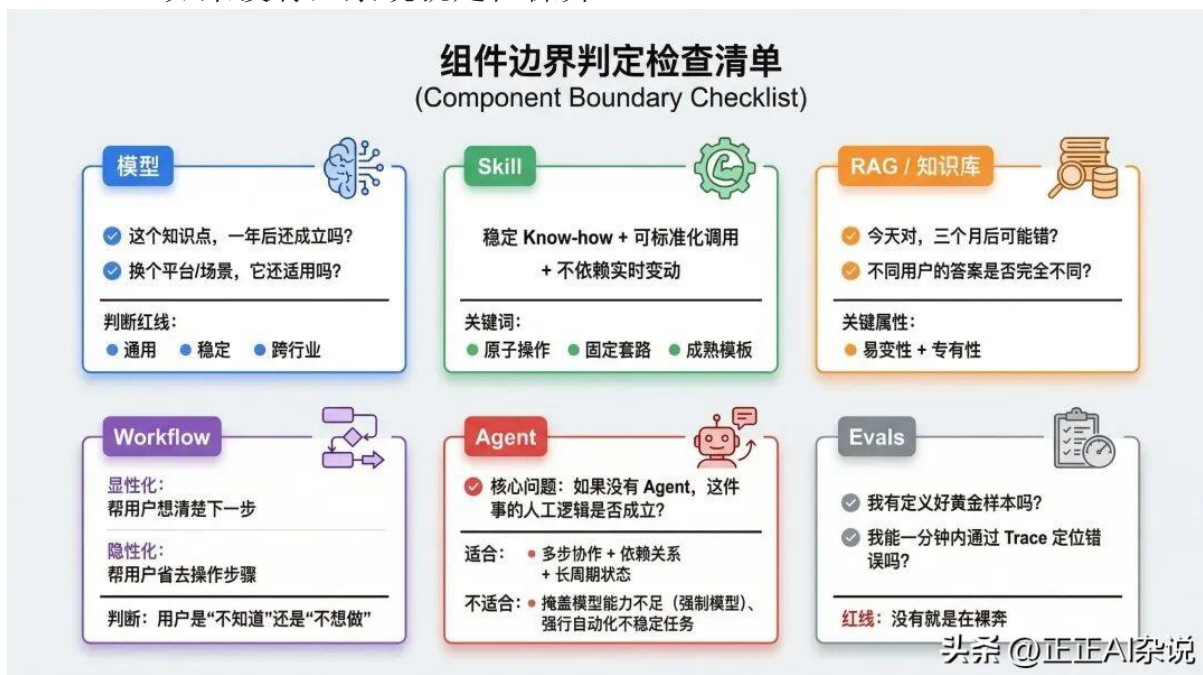 组件边界判定检查清单
(Component Boundary Checklist)
模型
这个知识点，一年后还成立吗？
换个平台/场景，它还适用吗？
判断红线：
通用 稳定 跨行业
Skill
稳定 Know-how + 可标准化调用
+ 不依赖实时变动
关键词：
原子操作 固定套路 成熟模板
RAG / 知识库
今天对，三个月后可能错？
不同用户的答案是否完全不同？
关键属性：
易变性 + 专有性
Workflow
显性化：
帮用户想清楚下一步
隐性化：
帮用户省去操作步骤
判断：用户是“不知道”还是“不想做”
Agent
核心问题：如果没有 Agent，这件
事的人工逻辑是否成立？
适合： 多步协作 + 依赖关系
+ 长周期状态
不适合： 掩盖模型能力不足（强制模型）、
强行自动化不稳定任务
Evals
我有定义好黄金样本吗？
我能一分钟内通过 Trace 定位错
误吗？
红线：没有就是在裸奔
头条 @正正AI杂说